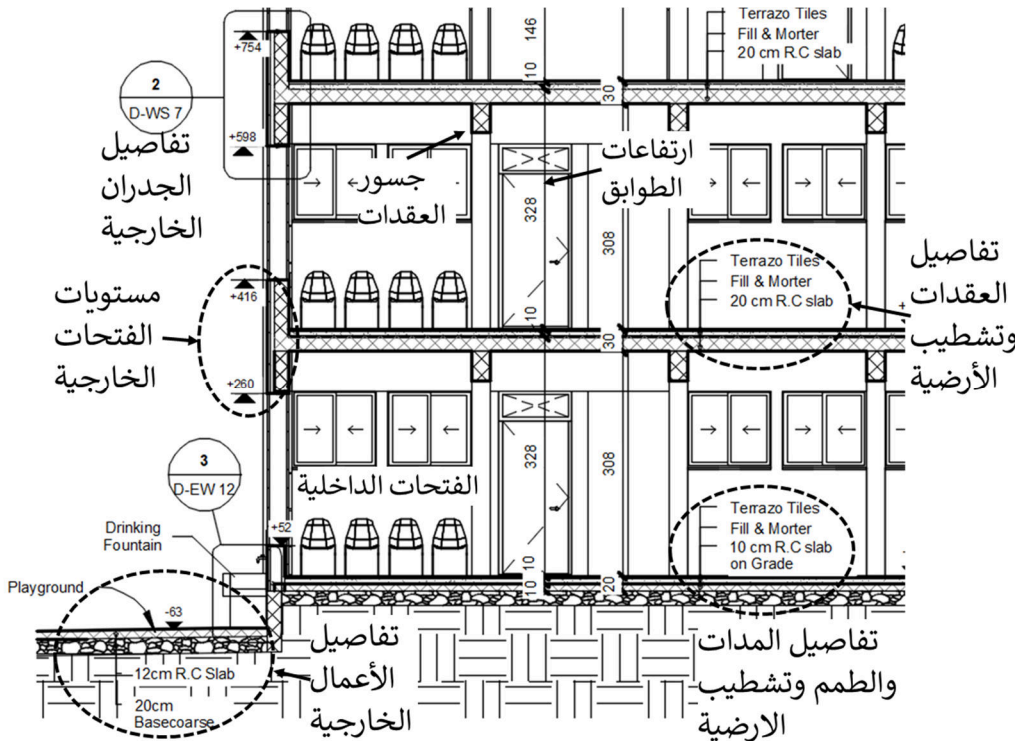 Terrazo Tiles
Fill & Morter
20 cm R.C slab
146
10
30
+754
2
D-WS 7
+598
تفاصيل
الجدران
الخارجية
جسور
العقدات
ارتفاعات
الطوابق
328
308
تفاصيل
العقدات
وتشطيب
الأرضية
Terrazo Tiles
Fill & Morter
20 cm R.C slab
+416
مستويات
الفتحات
الخارجية
10
30
+260
3
D-EW 12
328
308
الفتحات الداخلية
Terrazo Tiles
Fill & Morter
10 cm R.C slab
on Grade
+52
Drinking
Fountain
Playground
10
10
20
-63
12cm R.C Slab
20cm
Basecoarse
تفاصيل
الأعمال
الخارجية
تفاصيل المدات
والطمم وتشطيب
الارضية